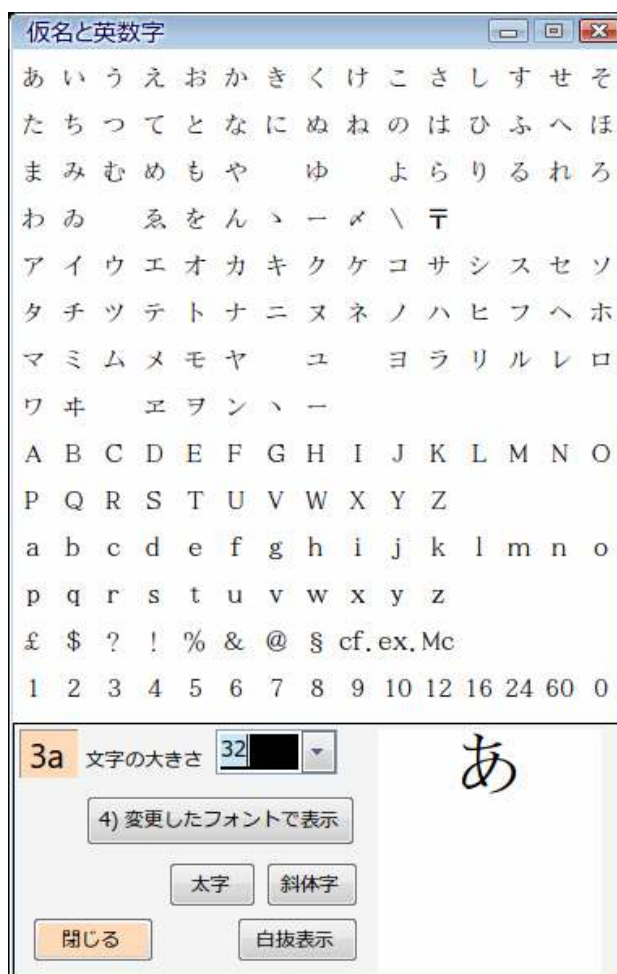 仮名と英数字
あ い う え お か き く け こ さ し す せ そ
た ち つ て と な に ぬ ね の は ひ ふ へ ほ
ま み む め も や ゆ よ ら り る れ ろ
わ ゐ ゑ を ん ゝ ー 〆 \ 〒
ア イ ウ エ オ カ キ ク ケ コ サ シ ス セ ソ
タ チ ツ テ ト ナ ニ ヌ ネ ノ ハ ヒ フ ヘ ホ
マ ミ ム メ モ ヤ ユ ヨ ラ リ ル レ ロ
ワ ヰ ヱ ヲ ン ヽ ー
A B C D E F G H I J K L M N O
P Q R S T U V W X Y Z
a b c d e f g h i j k l m n o
p q r s t u v w x y z
£ $ ? ! % & @ § cf. ex. Mc
1 2 3 4 5 6 7 8 9 10 12 16 24 60 0
3a 文字の大きさ 32
あ
4) 変更したフォントで表示
太字 斜体字
閉じる 白抜表示